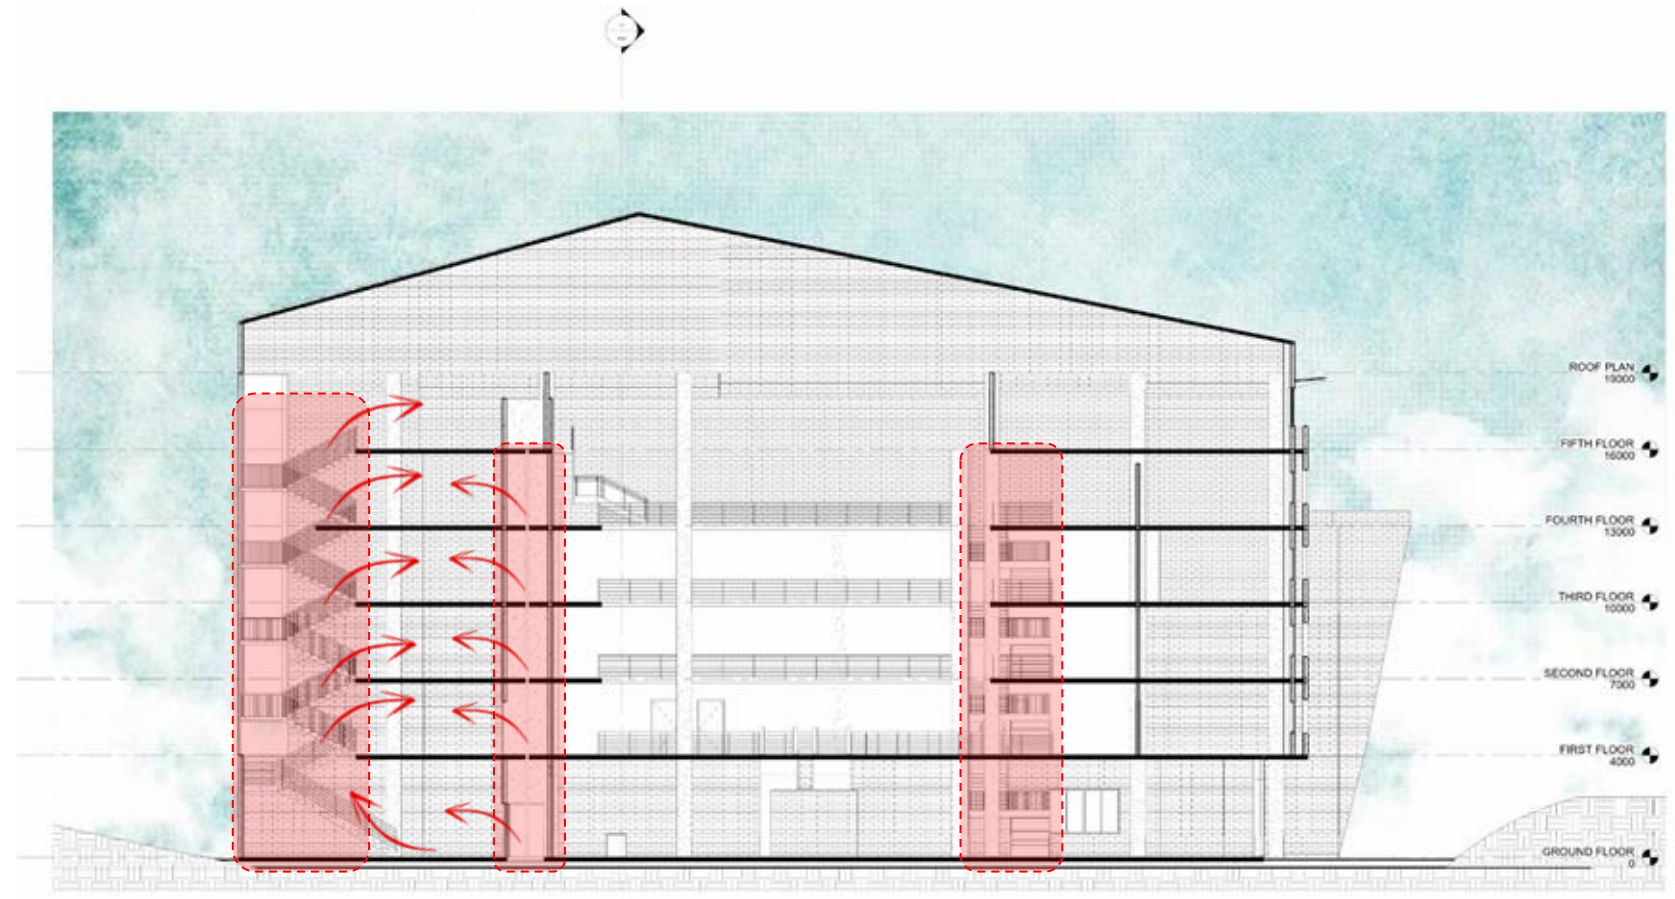 ROOF PLAN
19000
FIFTH FLOOR
16000
FOURTH FLOOR
13000
THIRD FLOOR
10000
SECOND FLOOR
7000
FIRST FLOOR
4000
GROUND FLOOR
0